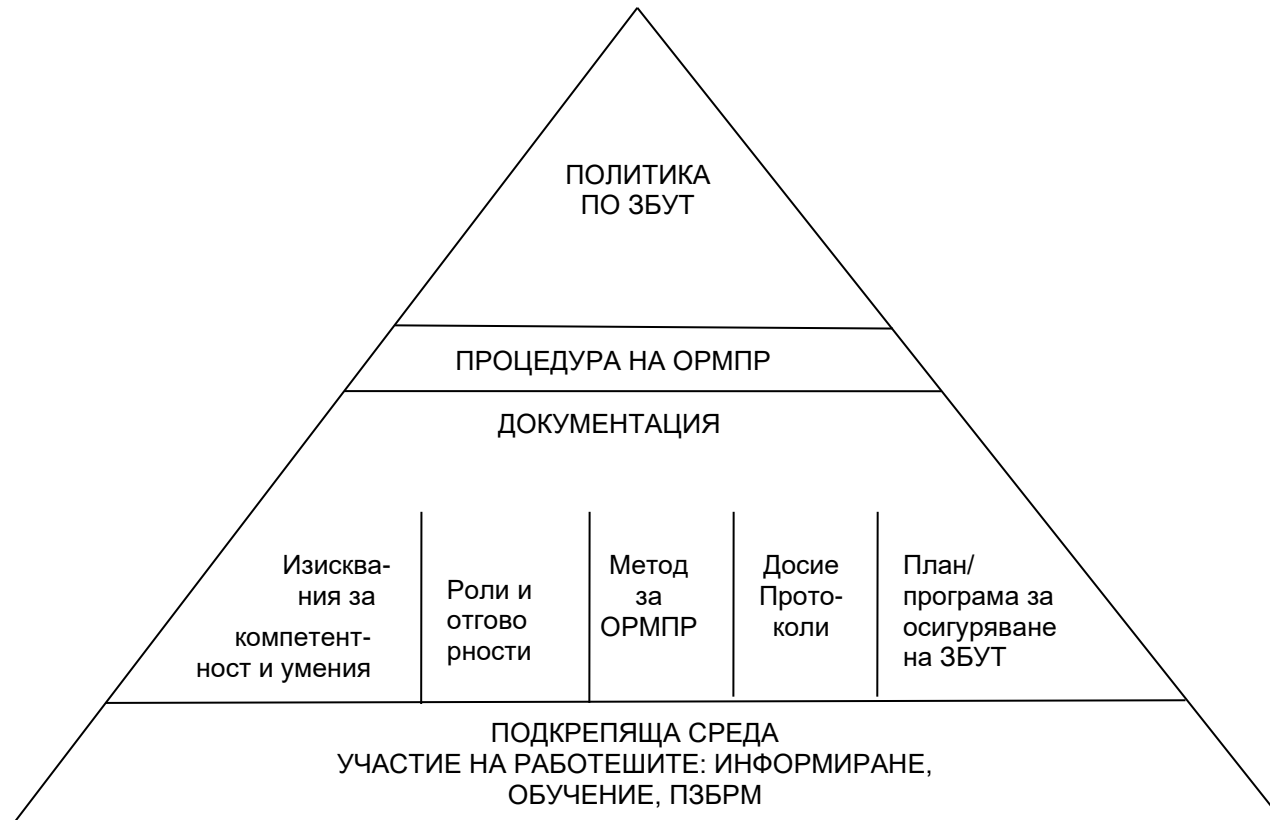 ПОЛИТИКА
ПО ЗБУТ
ПРОЦЕДУРА НА ОРМПР
ДОКУМЕНТАЦИЯ
Изисква-
ния за
компетент-
ност и умения
Роли и
отгово
рности
Метод
за
ОРМПР
Досие
Прото-
коли
План/
програма за
осигуряване
на ЗБУТ
ПОДКРЕПЯЩА СРЕДА
УЧАСТИЕ НА РАБОТЕШИТЕ: ИНФОРМИРАНЕ,
ОБУЧЕНИЕ, ПЗБРМ